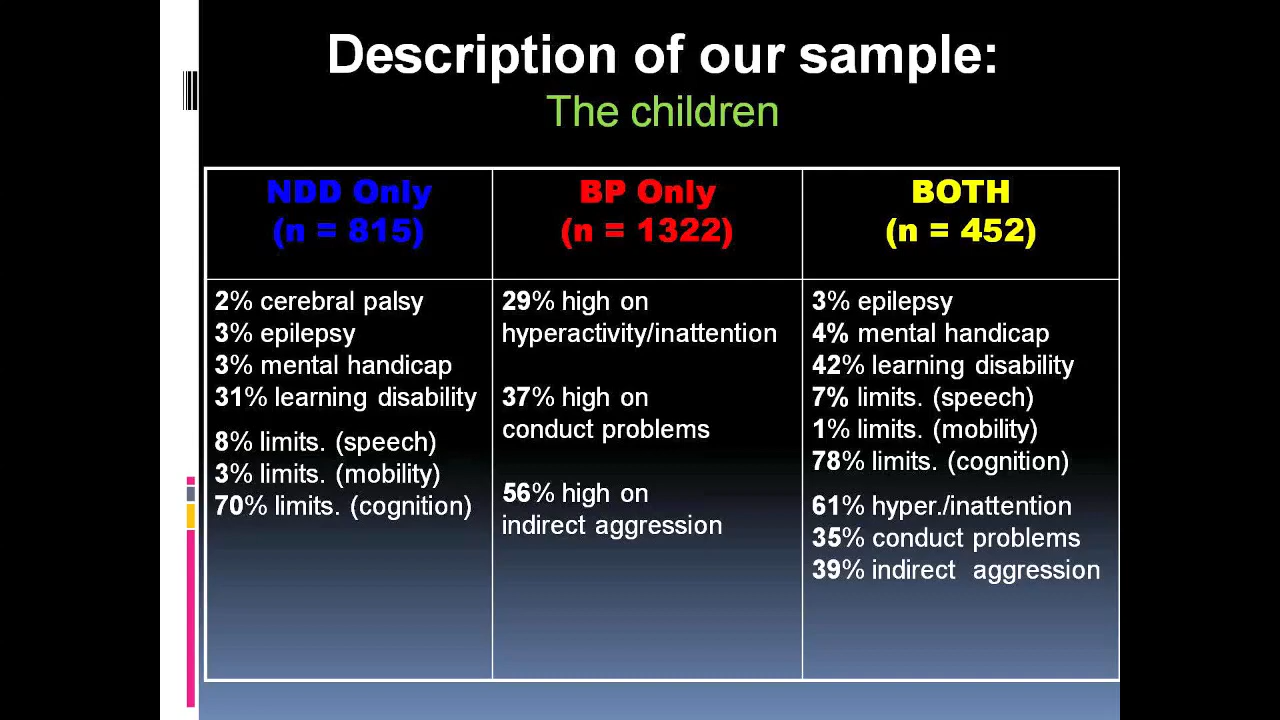 Description of our sample:
The children
NDD Only
(n = 815)
BP Only
(n = 1322)
BOTH
(n = 452)
2% cerebral palsy
3% epilepsy
3% mental handicap
31% learning disability
8% limits. (speech)
3% limits. (mobility)
70% limits. (cognition)
29% high on
hyperactivity/inattention
37% high on
conduct problems
56% high on
indirect aggression
3% epilepsy
4% mental handicap
42% learning disability
7% limits. (speech)
1% limits. (mobility)
78% limits. (cognition)
61% hyper./inattention
35% conduct problems
39% indirect aggression